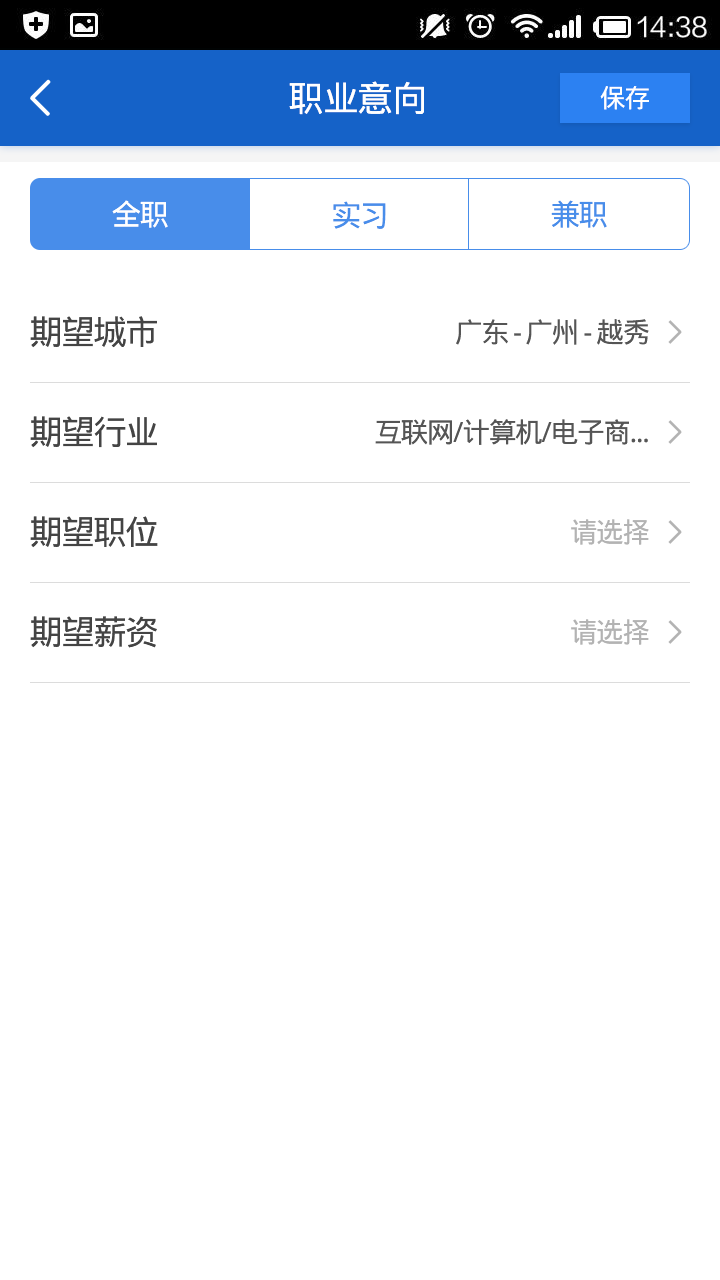 14:38
职业意向 保存
全职 实习 兼职
期望城市 广东-广州-越秀
期望行业 互联网/计算机/电子商...
期望职位 请选择
期望薪资 请选择